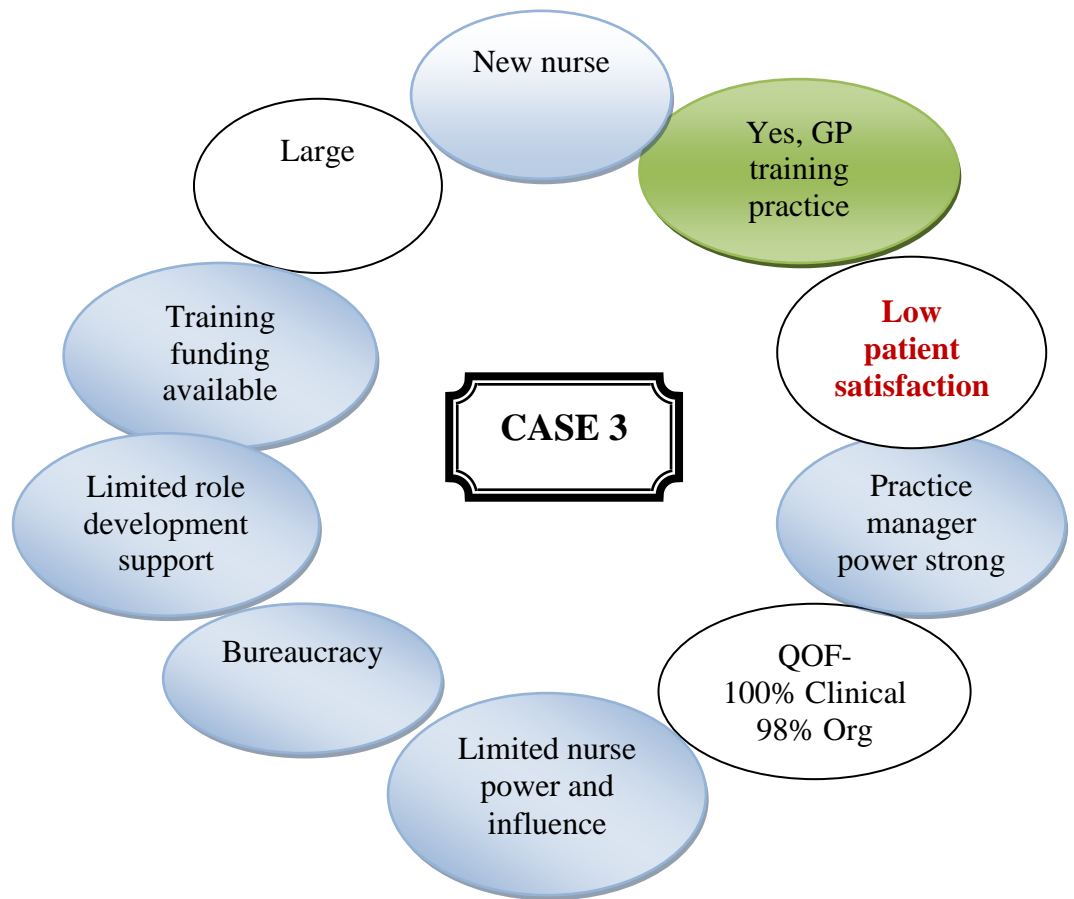 New nurse
Yes, GP
training
practice
Low
patient
satisfaction
Practice
manager
power strong
QOF-
100% Clinical
98% Org
Limited nurse
power and
influence
Bureaucracy
Limited role
development
support
Training
funding
available
Large
CASE 3